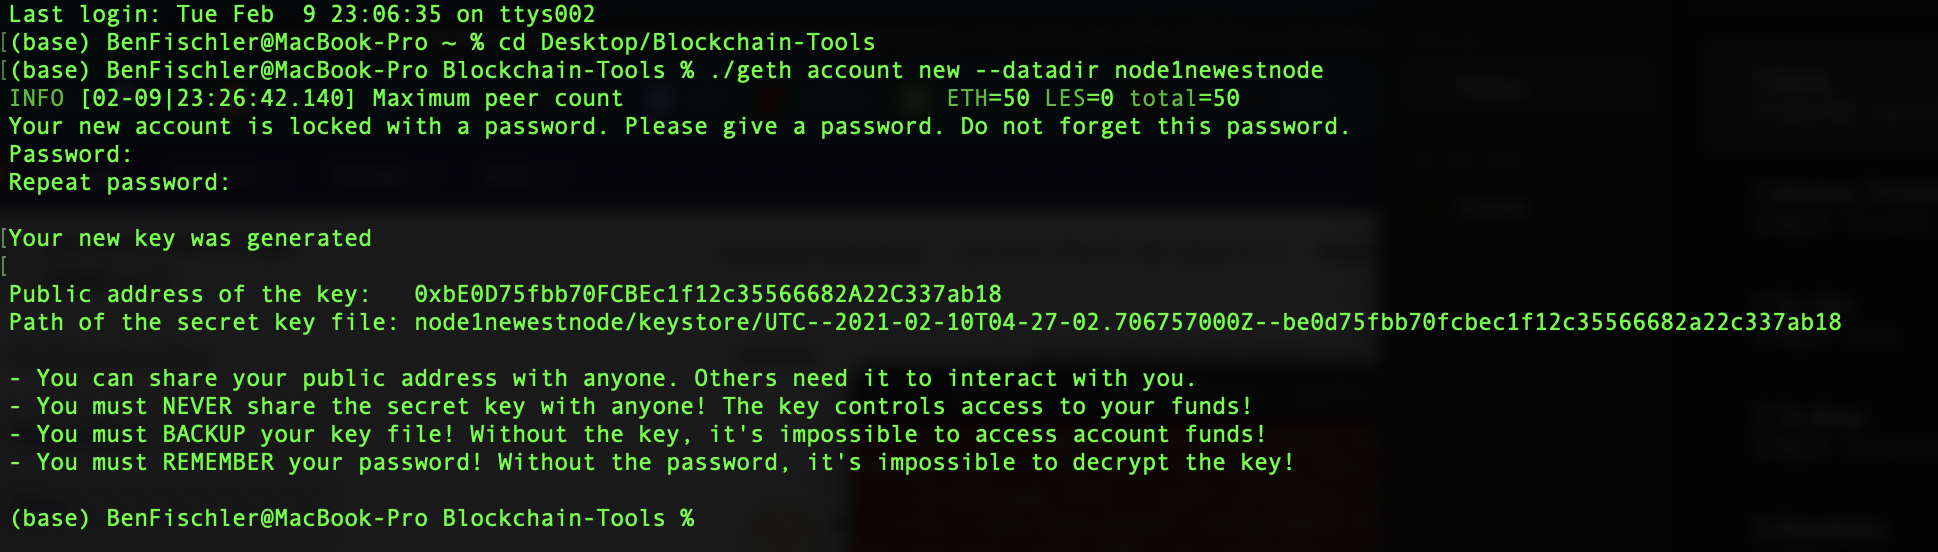 Last login: Tue Feb  9 23:06:35 on ttys002
[(base) BenFischler@MacBook-Pro ~ % cd Desktop/Blockchain-Tools
[(base) BenFischler@MacBook-Pro Blockchain-Tools % ./geth account new --datadir node1newestnode
INFO [02-09|23:26:42.140] Maximum peer count                       ETH=50 LES=0 total=50
Your new account is locked with a password. Please give a password. Do not forget this password.
Password:
Repeat password:
[Your new key was generated
[
Public address of the key:   0xbE0D75fbb70FCBEc1f12c35566682A22C337ab18
Path of the secret key file: node1newestnode/keystore/UTC--2021-02-10T04-27-02.706757000Z--be0d75fbb70fcbec1f12c35566682a22c337ab18
- You can share your public address with anyone. Others need it to interact with you.
- You must NEVER share the secret key with anyone! The key controls access to your funds!
- You must BACKUP your key file! Without the key, it's impossible to access account funds!
- You must REMEMBER your password! Without the password, it's impossible to decrypt the key!
(base) BenFischler@MacBook-Pro Blockchain-Tools %